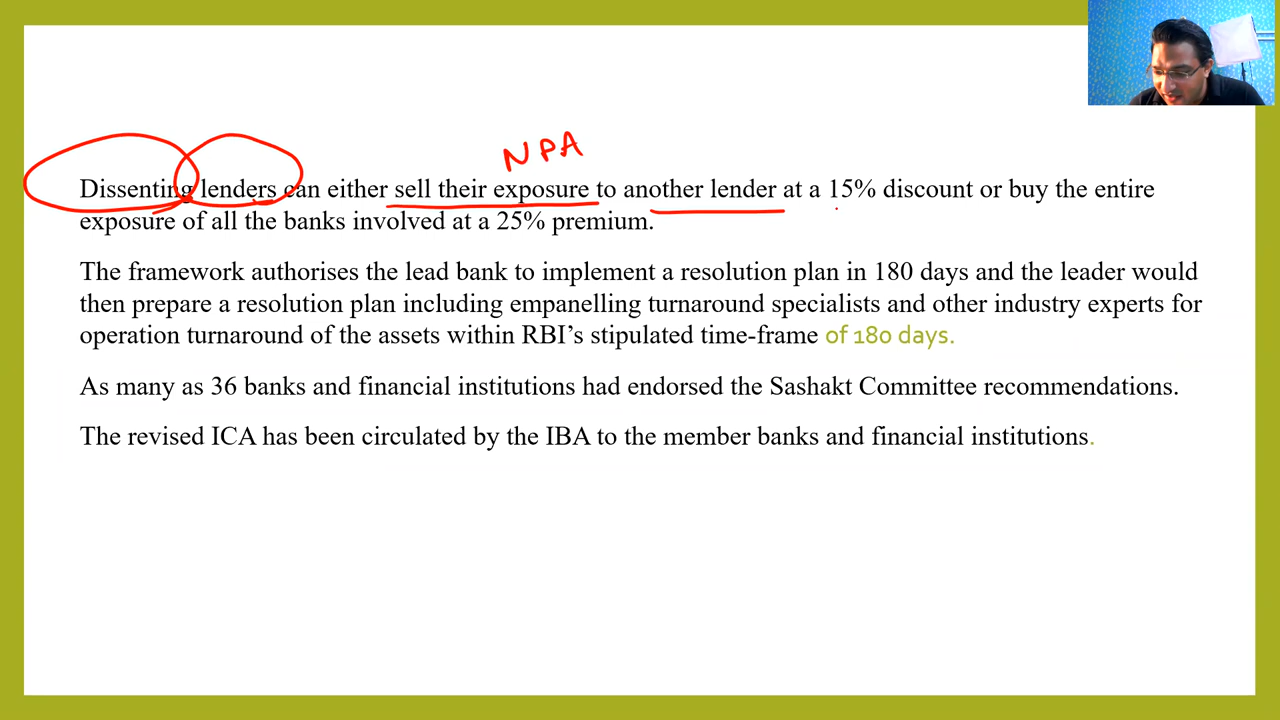 NPA
Dissenting lenders can either sell their exposure to another lender at a 15% discount or buy the entire
exposure of all the banks involved at a 25% premium.
The framework authorises the lead bank to implement a resolution plan in 180 days and the leader would
then prepare a resolution plan including empanelling turnaround specialists and other industry experts for
operation turnaround of the assets within RBI’s stipulated time-frame of 180 days.
As many as 36 banks and financial institutions had endorsed the Sashakt Committee recommendations.
The revised ICA has been circulated by the IBA to the member banks and financial institutions.